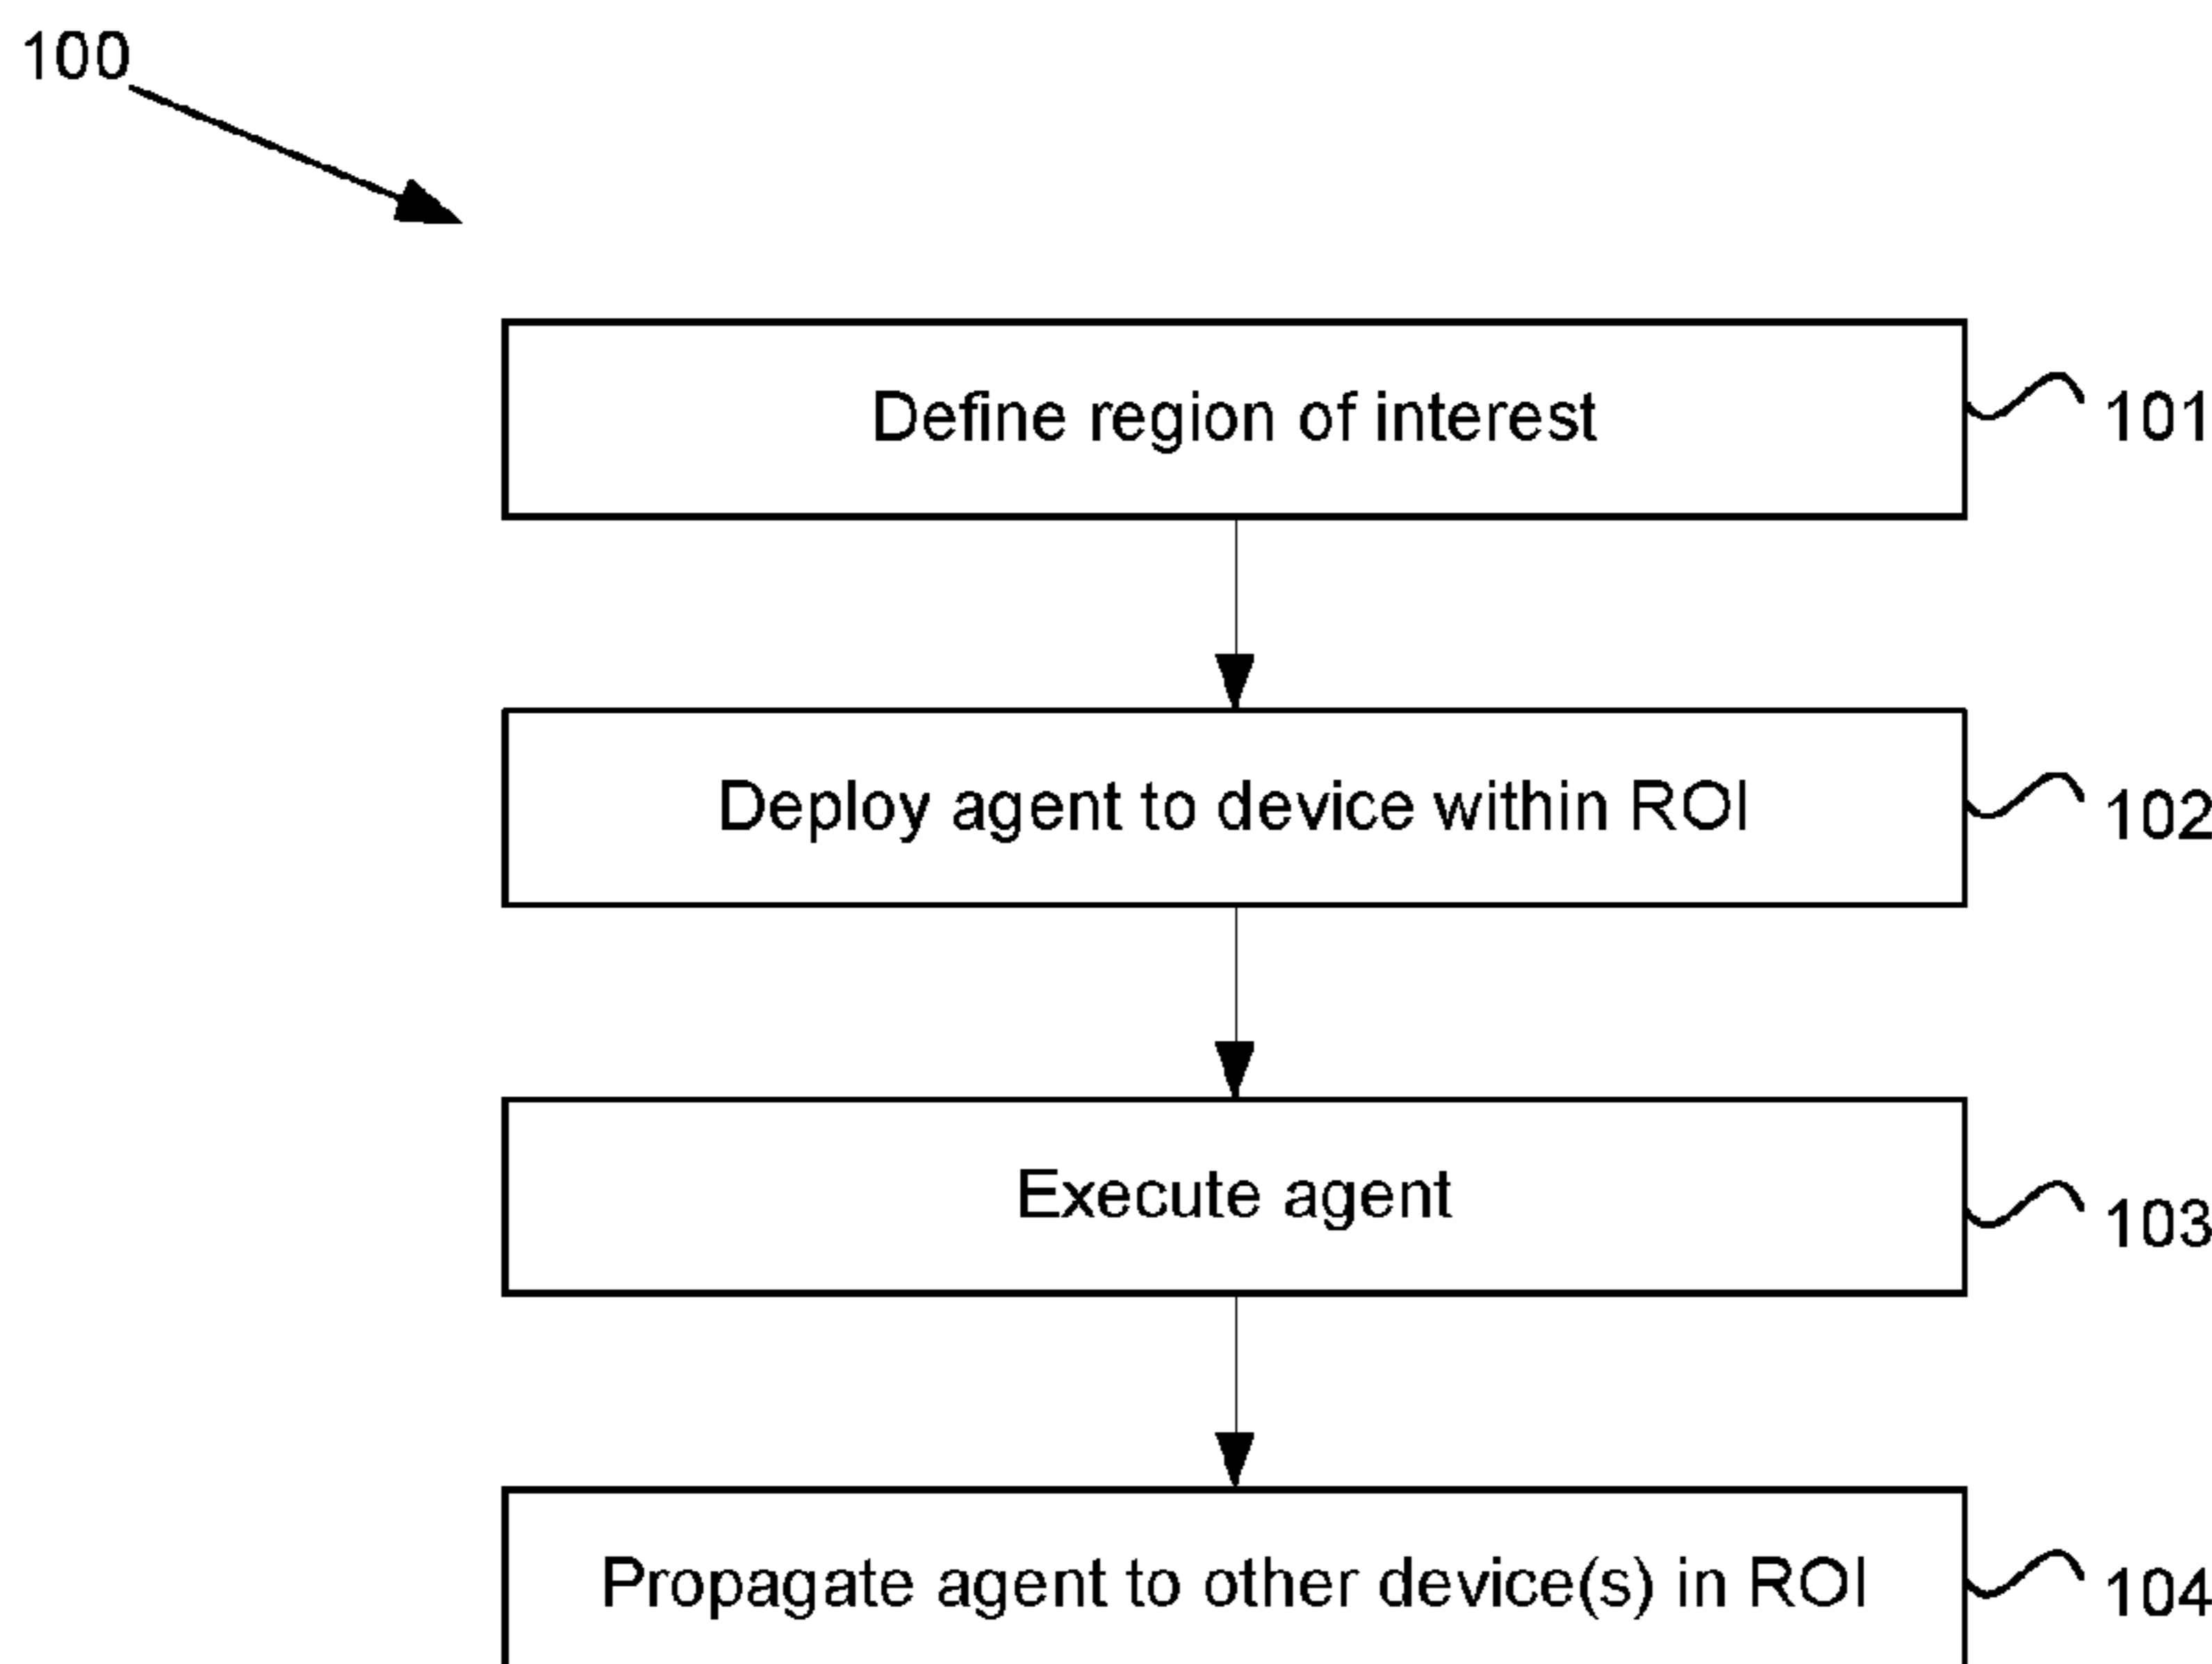 100
Define region of interest
101
Deploy agent to device within ROI
102
Execute agent
103
Propagate agent to other device(s) in ROI
104